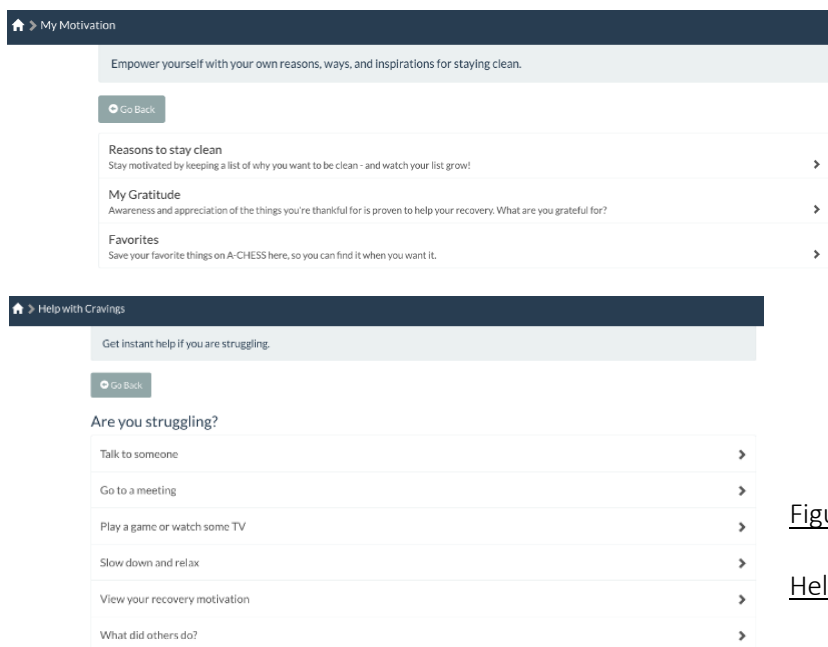 My Motivation
Empower yourself with your own reasons, ways, and inspirations for staying clean.
Go Back
Reasons to stay clean
Stay motivated by keeping a list of why you want to be clean - and watch your list grow!
My Gratitude
Awareness and appreciation of the things you're thankful for is proven to help your recovery. What are you grateful for?
Favorites
Save your favorite things on A-CHESS here, so you can find it when you want it.
Help with Cravings
Get instant help if you are struggling.
Go Back
Are you struggling?
Talk to someone
Go to a meeting
Play a game or watch some TV
Slow down and relax
View your recovery motivation
What did others do?
Figu
Hel